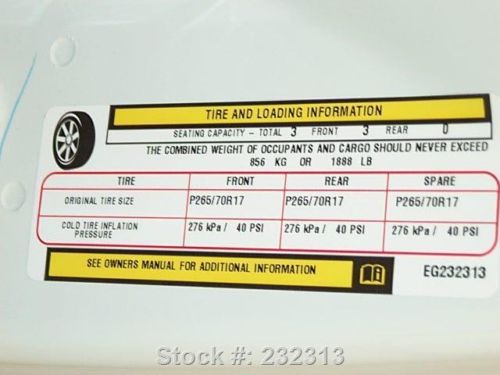 TIRE AND LOADING INFORMATION
SEATING CAPACITY - TOTAL 3 FRONT 3 REAR 0
THE COMBINED WEIGHT OF OCCUPANTS AND CARGO SHOULD NEVER EXCEED
856 KG OR 1888 LB
TIRE FRONT REAR SPARE
ORIGINAL TIRE SIZE P265/70R17 P265/70R17 P265/70R17
COLD TIRE INFLATION PRESSURE 276 kPa / 40 PSI 276 kPa / 40 PSI 276 kPa / 40 PSI
SEE OWNERS MANUAL FOR ADDITIONAL INFORMATION EG232313
Stock #: 232313